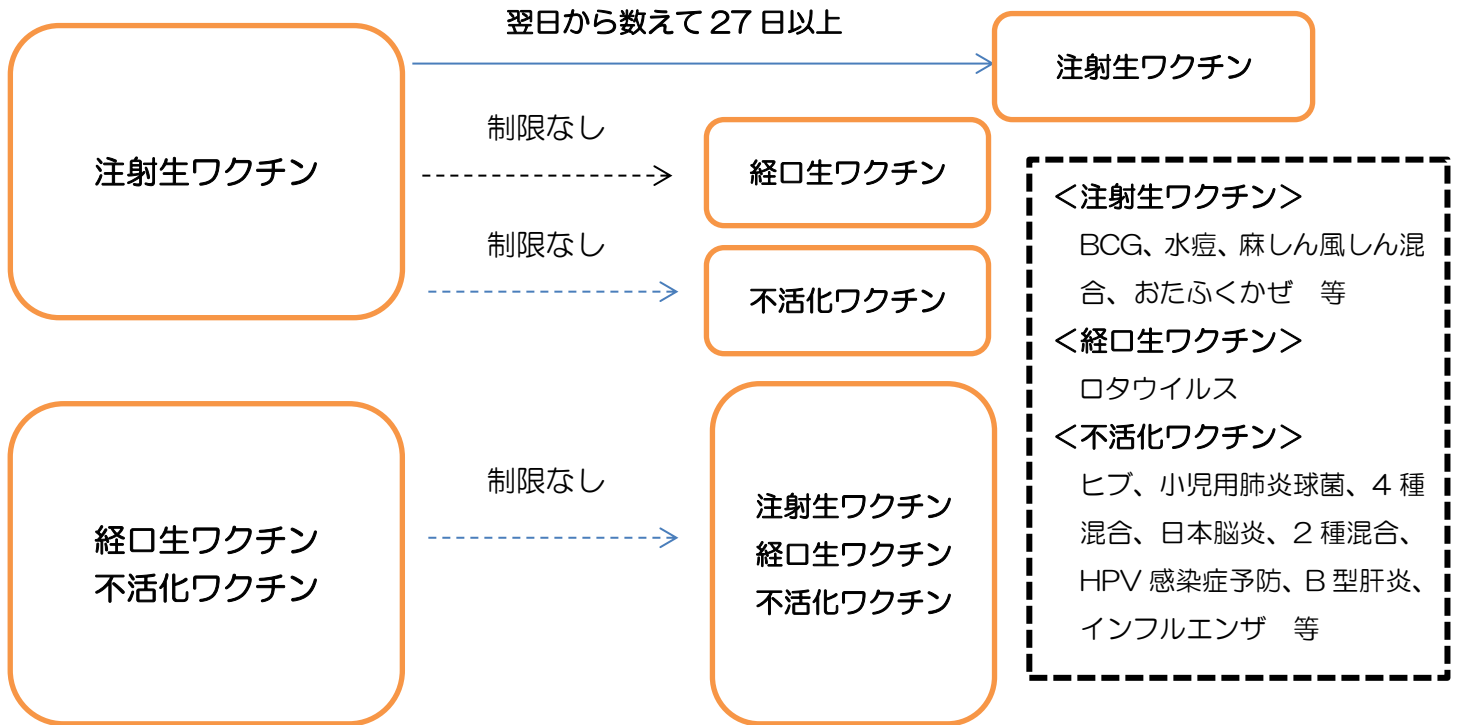 翌日から数えて 27 日以上
注射生ワクチン
注射生ワクチン
制限なし
経口生ワクチン
制限なし
不活化ワクチン
経口生ワクチン
不活化ワクチン
制限なし
注射生ワクチン
経口生ワクチン
不活化ワクチン
＜注射生ワクチン＞
BCG、水痘、麻しん風しん混
合、おたふくかぜ　等
＜経口生ワクチン＞
ロタウイルス
＜不活化ワクチン＞
ヒブ、小児用肺炎球菌、4 種
混合、日本脳炎、2 種混合、
HPV 感染症予防、B 型肝炎、
インフルエンザ　等